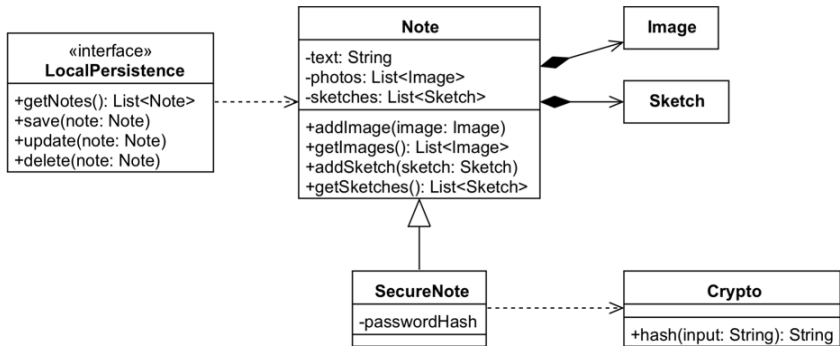 «interface»
LocalPersistence
+getNotes(): List<Note>
+save(note: Note)
+update(note: Note)
+delete(note: Note)
Note
-text: String
-photos: List<Image>
-sketches: List<Sketch>
+addImage(image: Image)
+getImages(): List<Image>
+addSketch(sketch: Sketch)
+getSketches(): List<Sketch>
Image
Sketch
SecureNote
-passwordHash
Crypto
+hash(input: String): String